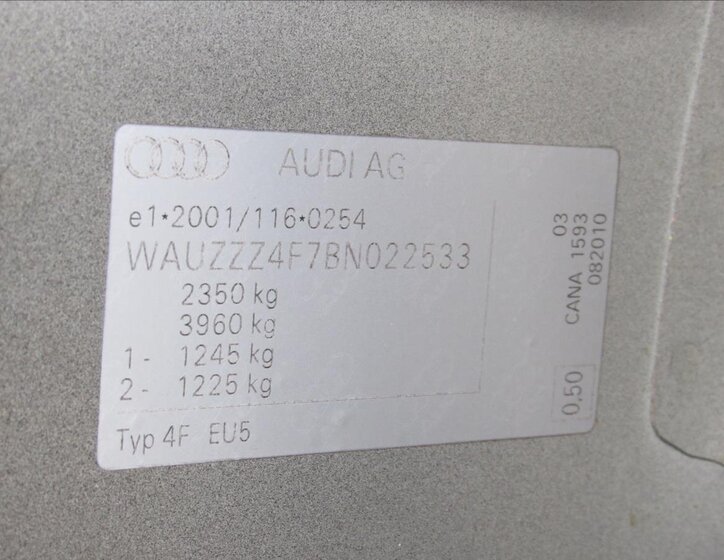 AUDI AG
e1*2001/116*0254
WAUZZZ4F7BN022533
2350 kg
3960 kg
1- 1245 kg
2- 1225 kg
Typ 4F EU5
03
CANA 1593
082010
0,50